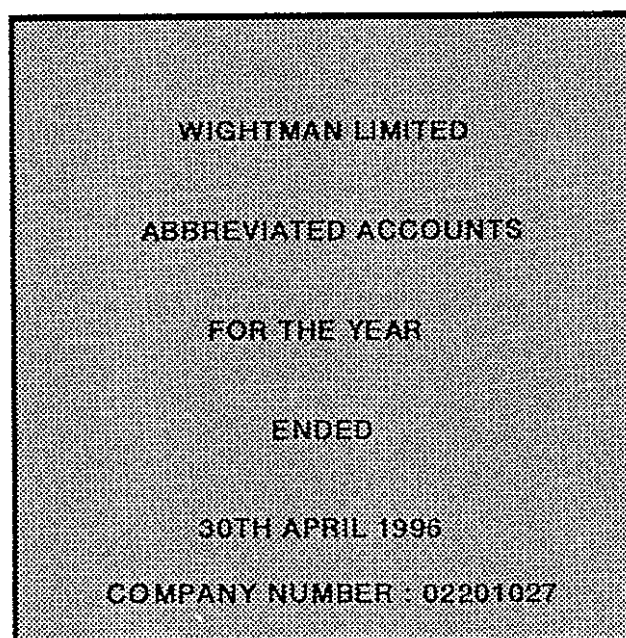 WIGHTMAN LIMITED
ABBREVIATED ACCOUNTS
FOR THE YEAR
ENDED
30TH APRIL 1996
COMPANY NUMBER : 02201027